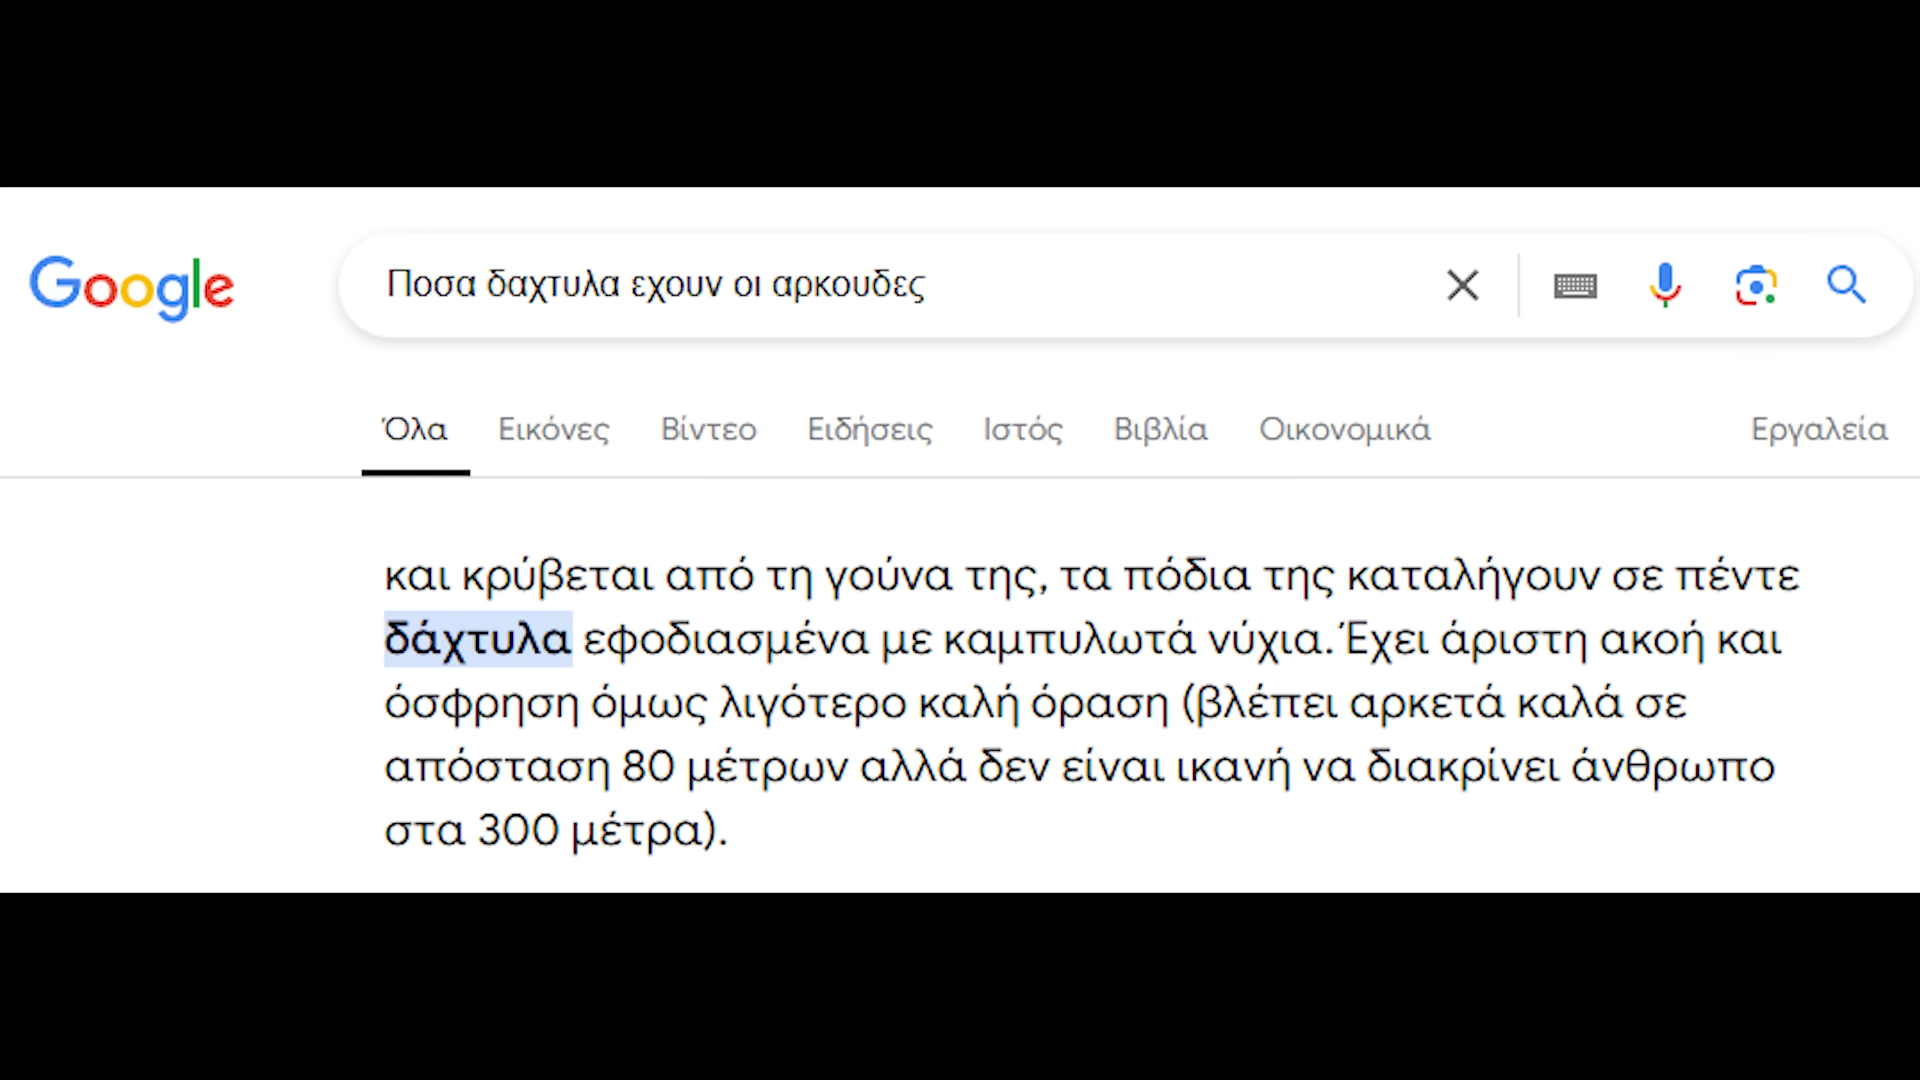 Google
Ποσα δαχτυλα εχουν οι αρκουδες
Όλα Εικόνες Βίντεο Ειδήσεις Ιστός Βιβλία Οικονομικά Εργαλεία
και κρύβεται από τη γούνα της, τα πόδια της καταλήγουν σε πέντε
δάχτυλα εφοδιασμένα με καμπυλωτά νύχια. Έχει άριστη ακοή και
όσφρηση όμως λιγότερο καλή όραση (βλέπει αρκετά καλά σε
απόσταση 80 μέτρων αλλά δεν είναι ικανή να διακρίνει άνθρωπο
στα 300 μέτρα).